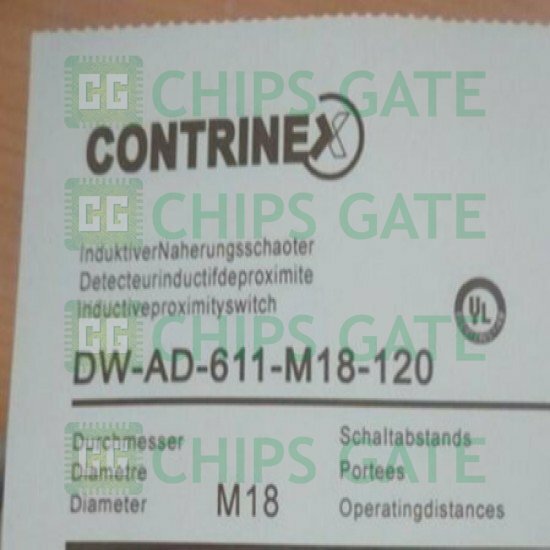 CG CHIPS GATE
CONTRINEX
CG CHIPS GATE
InduktiverNaherungsschaoter
Detecteurinductifdeproximite
Inductiveproximityswitch
UL
CG CHIPS GATE
DW-AD-611-M18-120
Durchmesser
Diametre
Diameter
M18
Schaltabstands
Portees
Operatingdistances
CG CHIPS GATE